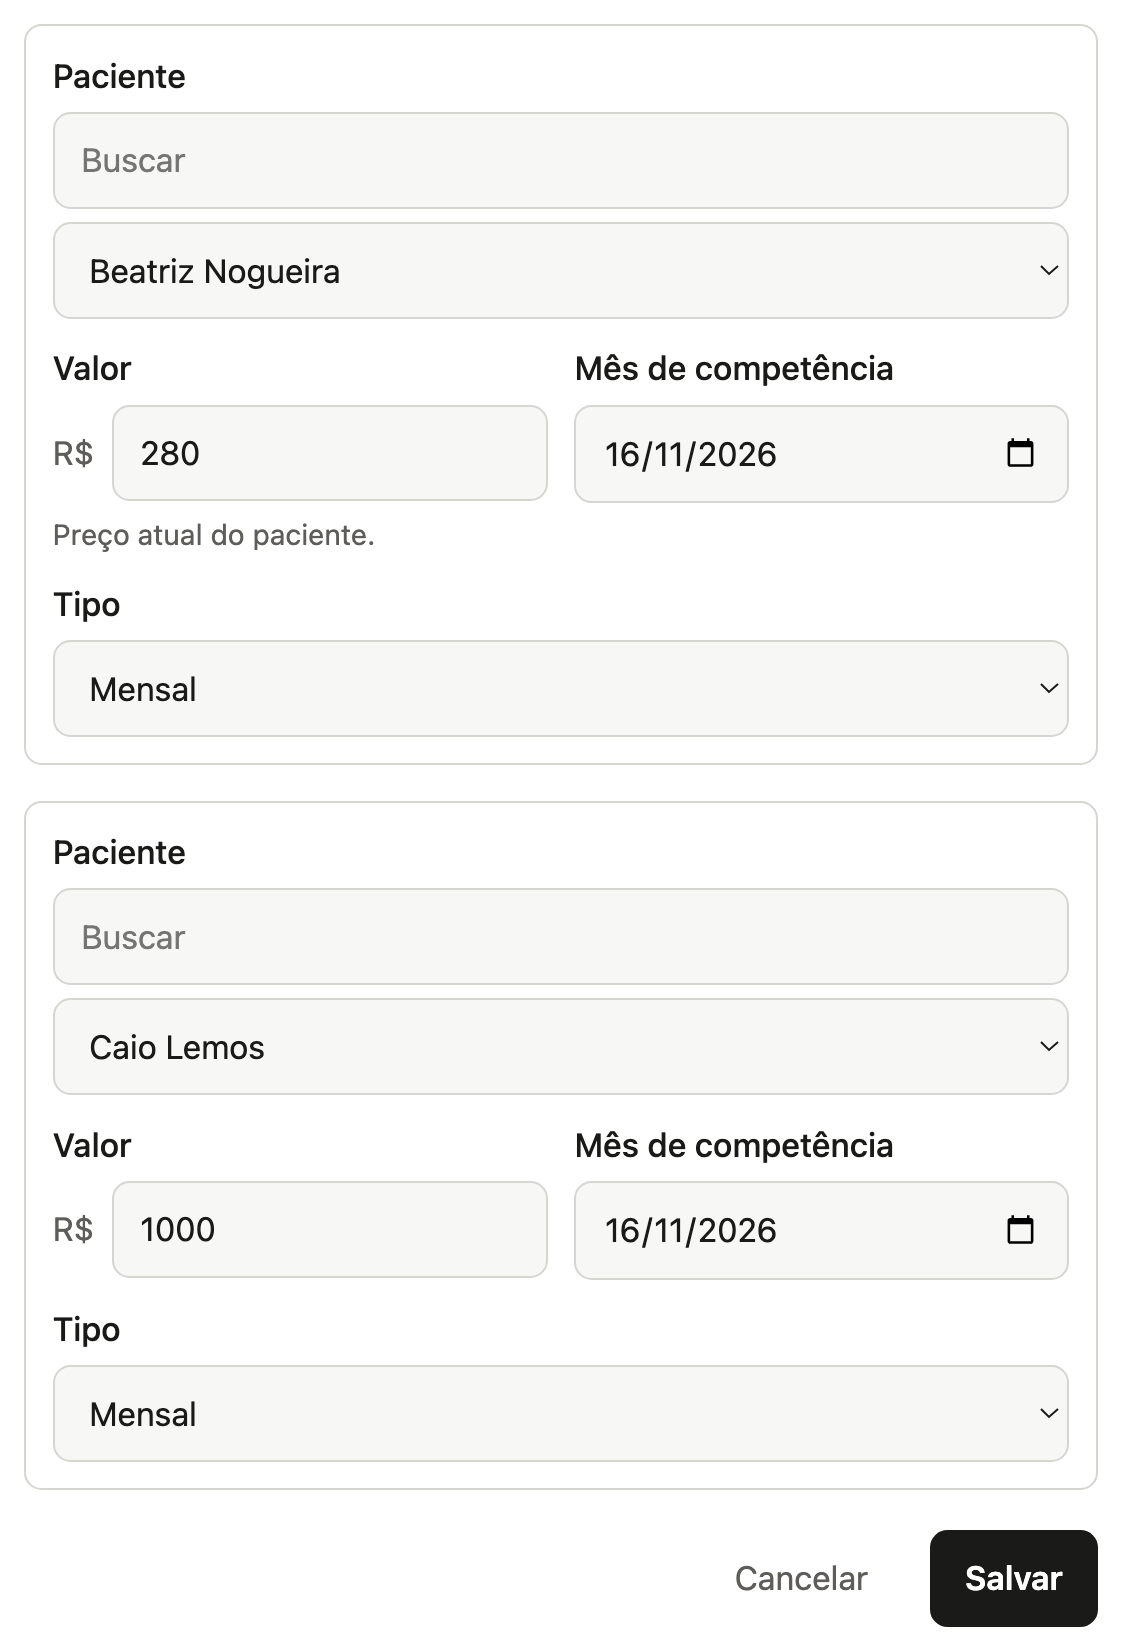 Paciente
Buscar
Beatriz Nogueira
Valor
Mês de competência
R$ 280
16/11/2026
Preço atual do paciente.
Tipo
Mensal
Paciente
Buscar
Caio Lemos
Valor
Mês de competência
R$ 1000
16/11/2026
Tipo
Mensal
Cancelar
Salvar